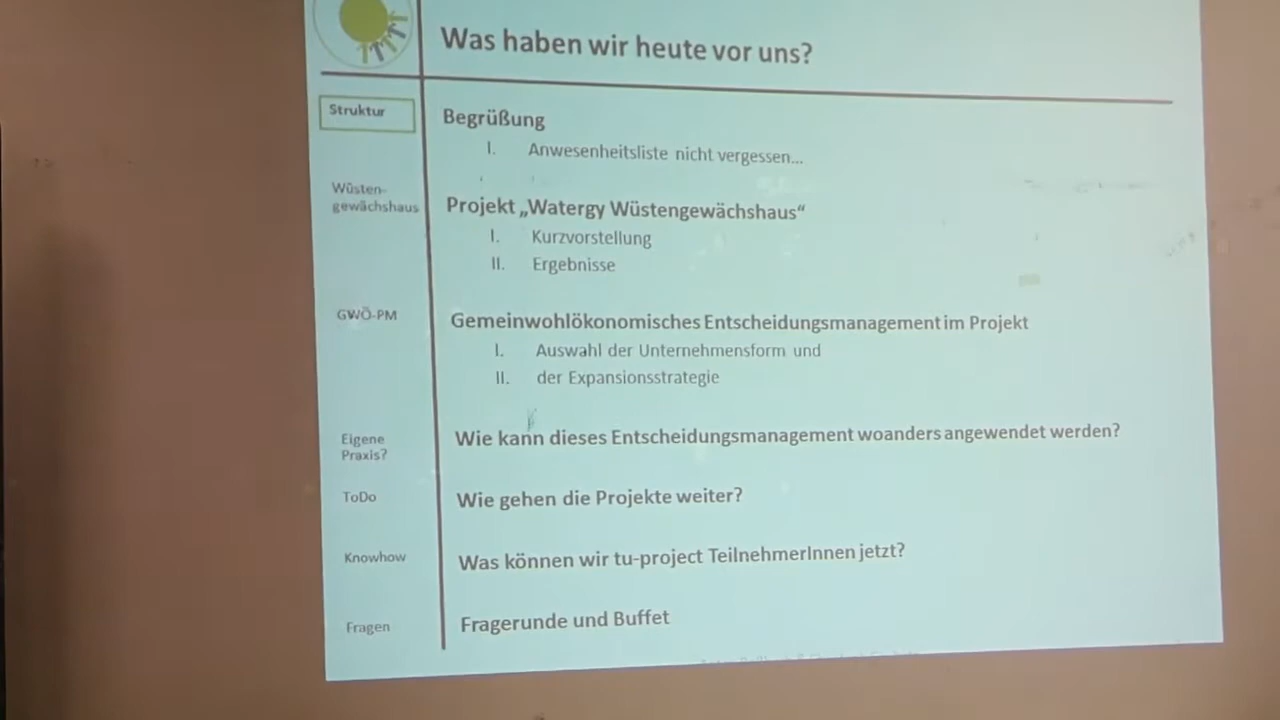 Was haben wir heute vor uns?
Struktur
Begrüßung
I. Anwesenheitsliste nicht vergessen...
Wüsten-
gewächshaus
Projekt „Watergy Wüstengewächshaus“
I. Kurzvorstellung
II. Ergebnisse
GWÖ-PM
Gemeinwohlökonomisches Entscheidungsmanagement im Projekt
I. Auswahl der Unternehmensform und
II. der Expansionsstrategie
Eigene
Praxis?
Wie kann dieses Entscheidungsmanagement woanders angewendet werden?
ToDo
Wie gehen die Projekte weiter?
Knowhow
Was können wir tu-project TeilnehmerInnen jetzt?
Fragen
Fragerunde und Buffet